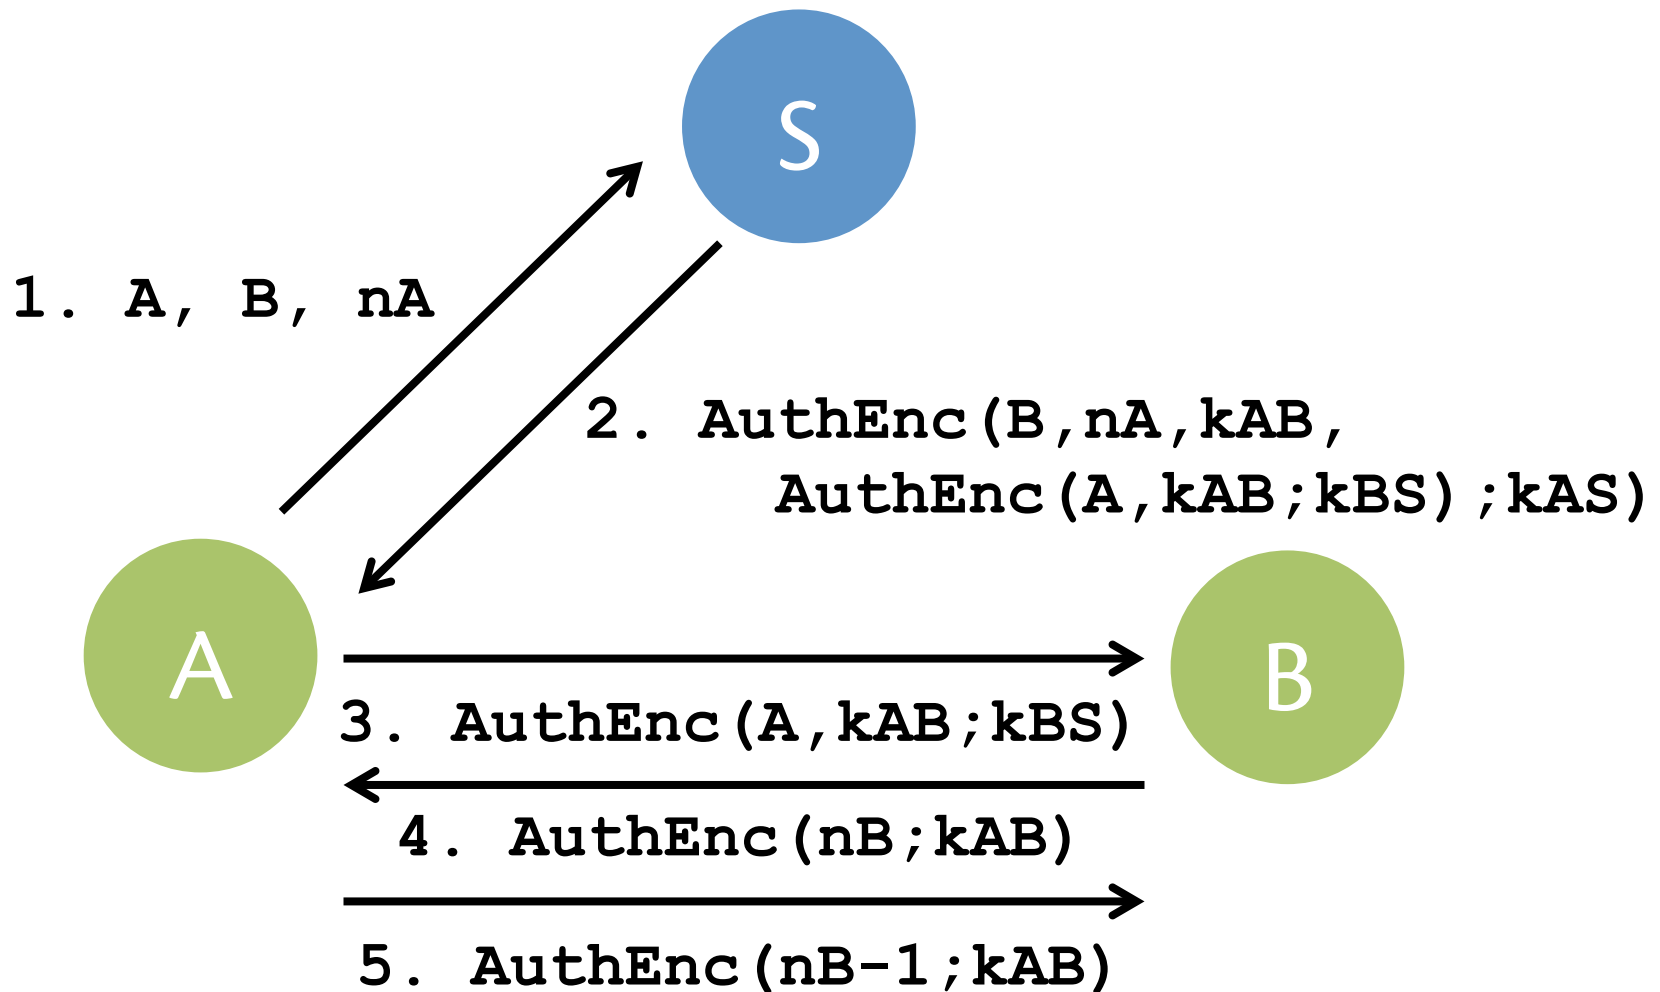 S
1. A, B, nA
2. AuthEnc(B,nA,kAB,
AuthEnc(A,kAB;kBS);kAS)
A
B
3. AuthEnc(A,kAB;kBS)
4. AuthEnc(nB;kAB)
5. AuthEnc(nB-1;kAB)